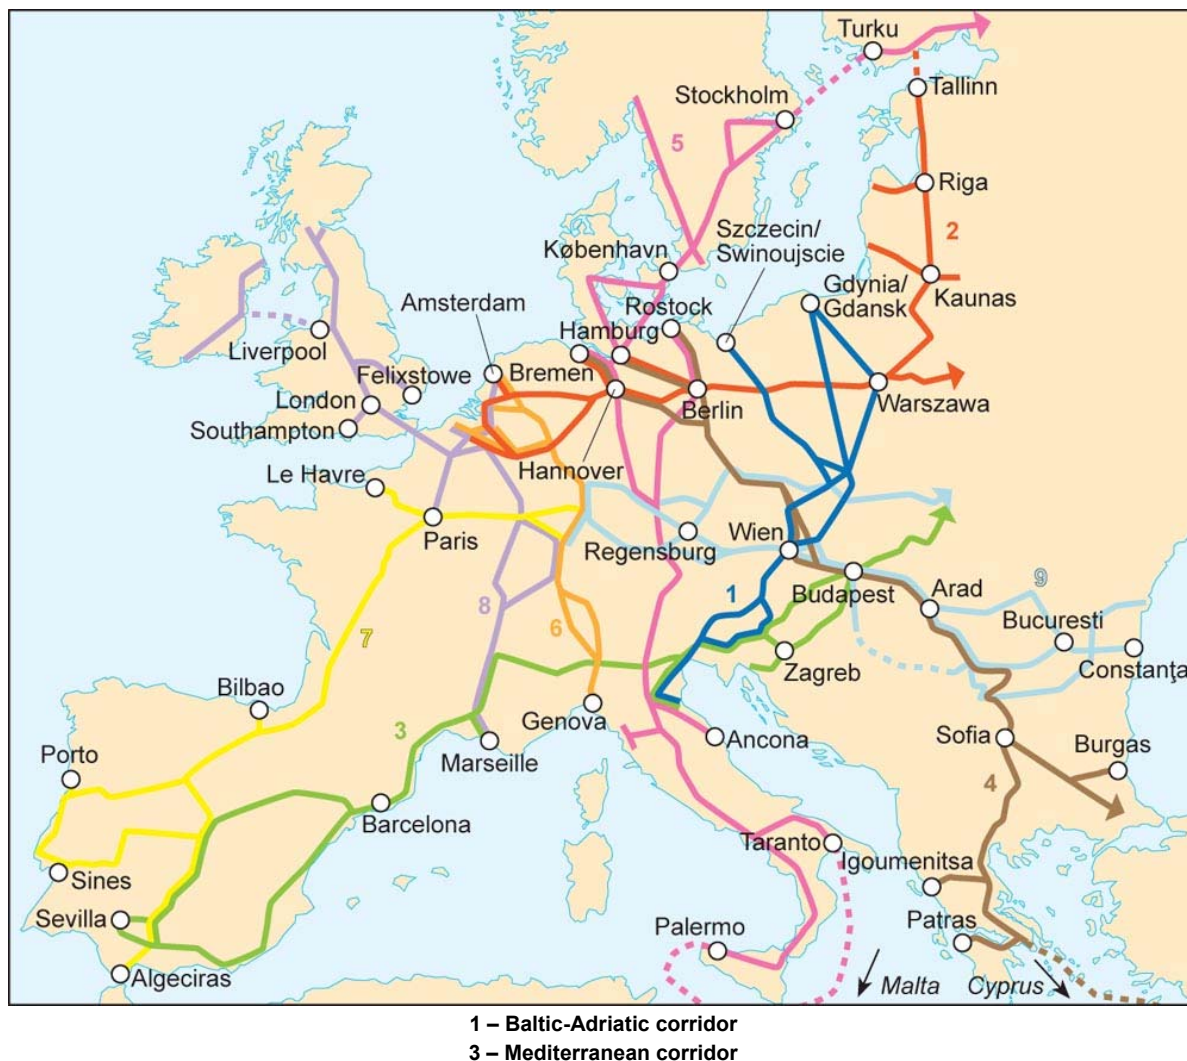 Turku
Tallinn
Stockholm
5
Riga
2
Szczecin/
Swinoujscie
København
Gdynia/
Gdansk
Kaunas
Amsterdam
Rostock
Hamburg
Liverpool
Felixstowe
Bremen
London
Berlin
Warszawa
Southampton
Le Havre
Hannover
Paris
Regensburg
Wien
1
Budapest
Arad
9
8
7
6
Bucuresti
Zagreb
Constanţa
Bilbao
Genova
3
Marseille
Ancona
Sofia
Burgas
Porto
4
Barcelona
Taranto
Igoumenitsa
Sines
Sevilla
Palermo
Patras
Algeciras
Malta
Cyprus
1 – Baltic-Adriatic corridor
3 – Mediterranean corridor